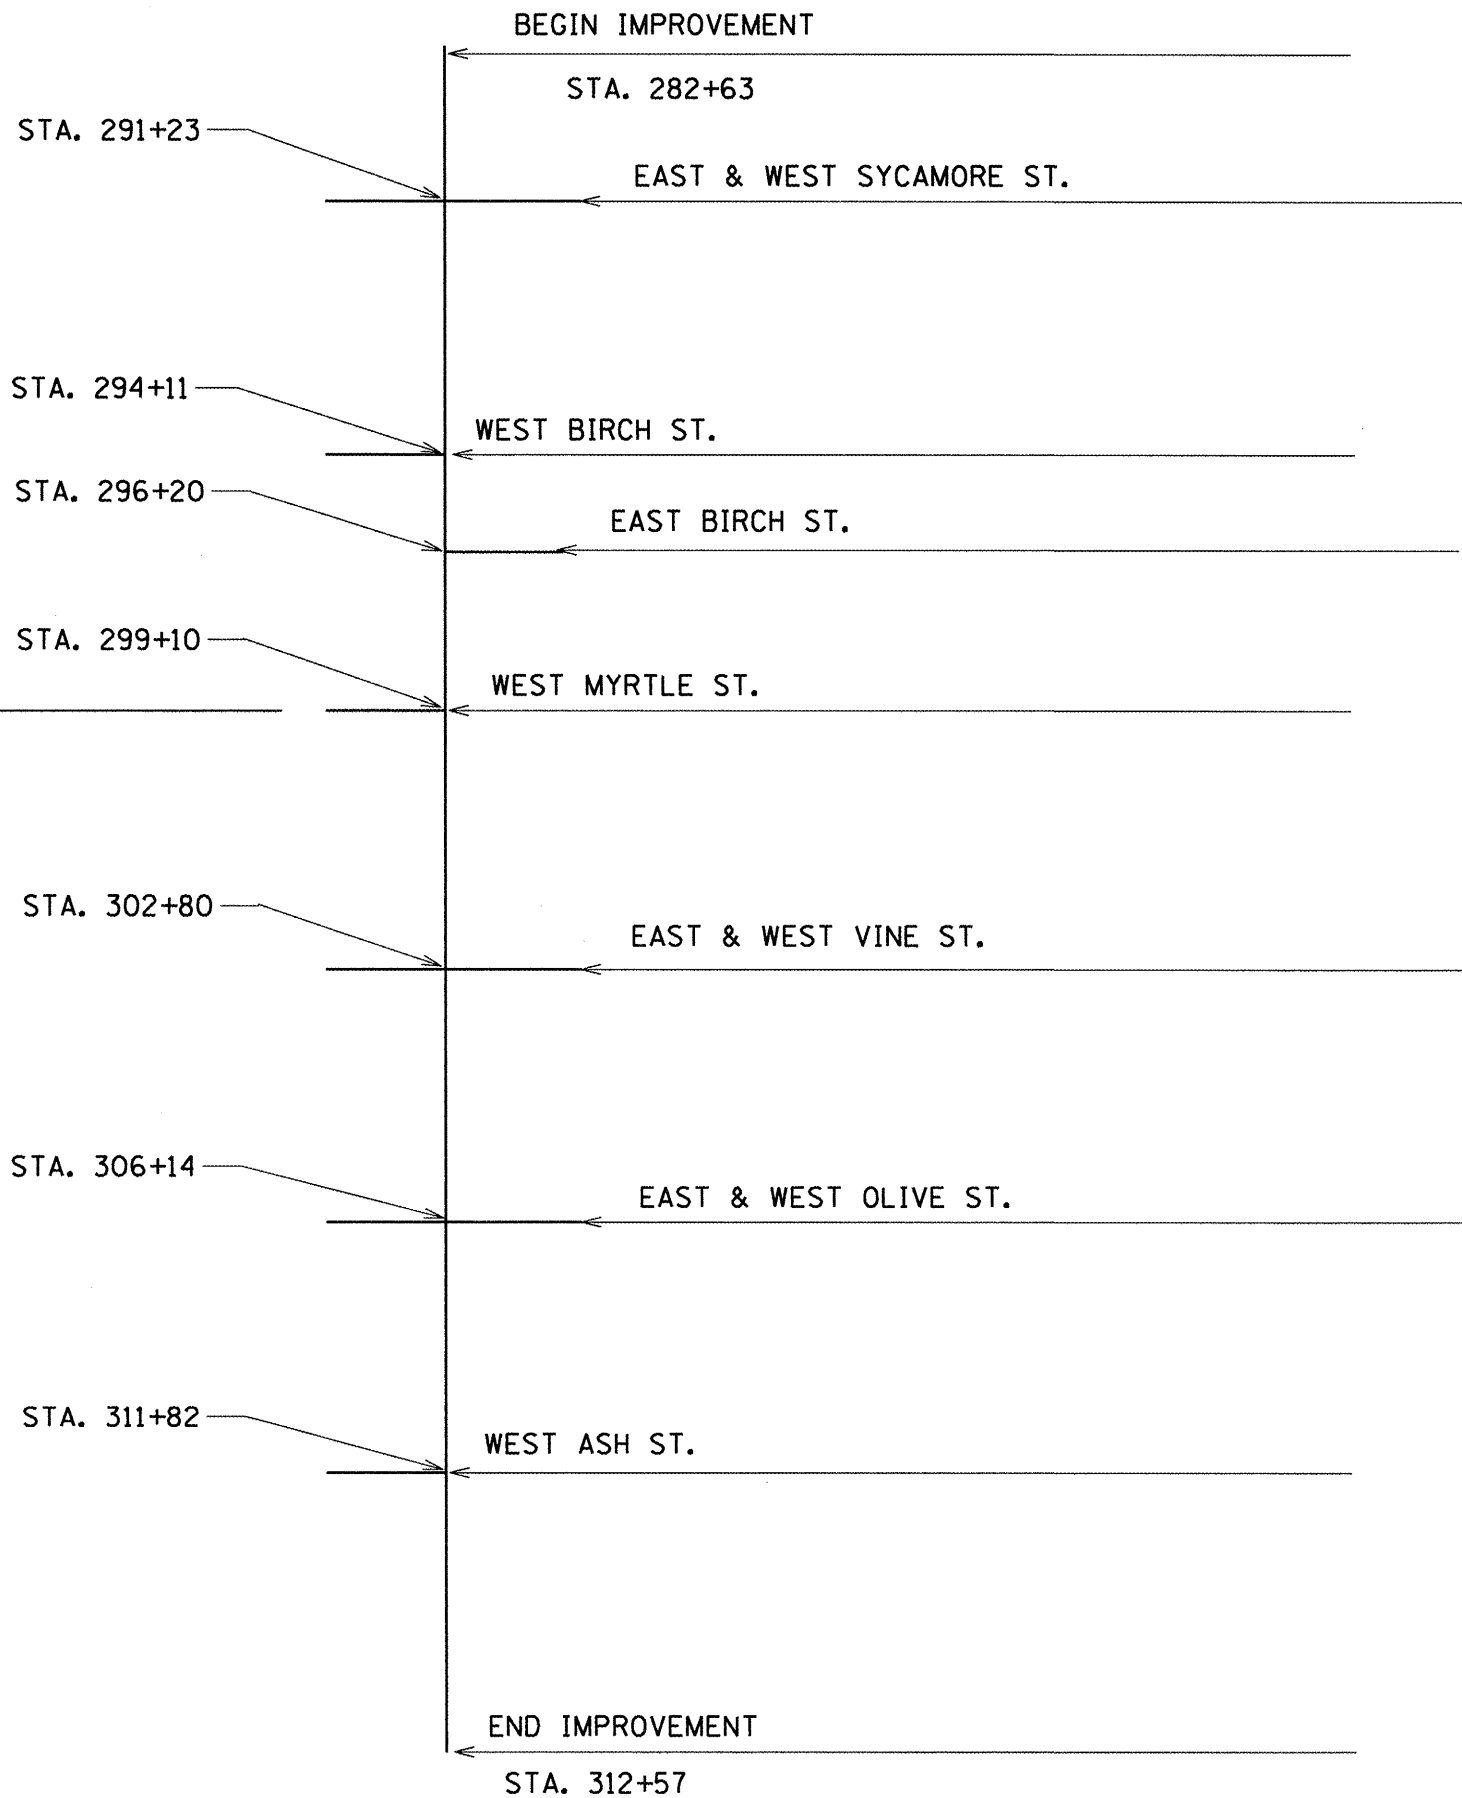 BEGIN IMPROVEMENT
STA. 282+63
STA. 291+23
EAST & WEST SYCAMORE ST.
STA. 294+11
WEST BIRCH ST.
STA. 296+20
EAST BIRCH ST.
STA. 299+10
WEST MYRTLE ST.
STA. 302+80
EAST & WEST VINE ST.
STA. 306+14
EAST & WEST OLIVE ST.
STA. 311+82
WEST ASH ST.
END IMPROVEMENT
STA. 312+57